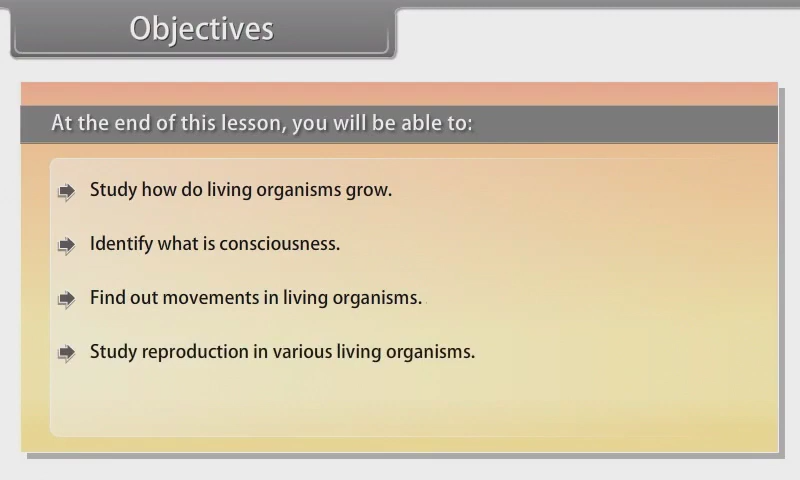 Objectives
At the end of this lesson, you will be able to:
Study how do living organisms grow.
Identify what is consciousness.
Find out movements in living organisms.
Study reproduction in various living organisms.